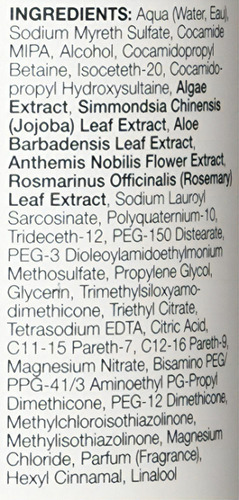 INGREDIENTS: Aqua (Water, Eau),
Sodium Myreth Sulfate, Cocamide
MIPA, Alcohol, Cocamidopropyl
Betaine, Isoceteth-20, Cocamido-
propyl Hydroxysultaine, Algae
Extract, Simmondsia Chinensis
(Jojoba) Leaf Extract, Aloe
Barbadensis Leaf Extract,
Anthemis Nobilis Flower Extract,
Rosmarinus Officinalis (Rosemary)
Leaf Extract, Sodium Lauroyl
Sarcosinate, Polyquaternium-10,
Trideceth-12, PEG-150 Distearate,
PEG-3 Dioleoylamidoethylmonium
Methosulfate, Propylene Glycol,
Glycerin, Trimethylsiloxyamo-
dimethicone, Triethyl Citrate,
Tetrasodium EDTA, Citric Acid,
C11-15 Pareth-7, C12-16 Pareth-9,
Magnesium Nitrate, Bisamino PEG/
PPG-41/3 Aminoethyl PG-Propyl
Dimethicone, PEG-12 Dimethicone,
Methylchloroisothiazolinone,
Methylisothiazolinone, Magnesium
Chloride, Parfum (Fragrance),
Hexyl Cinnamal, Linalool